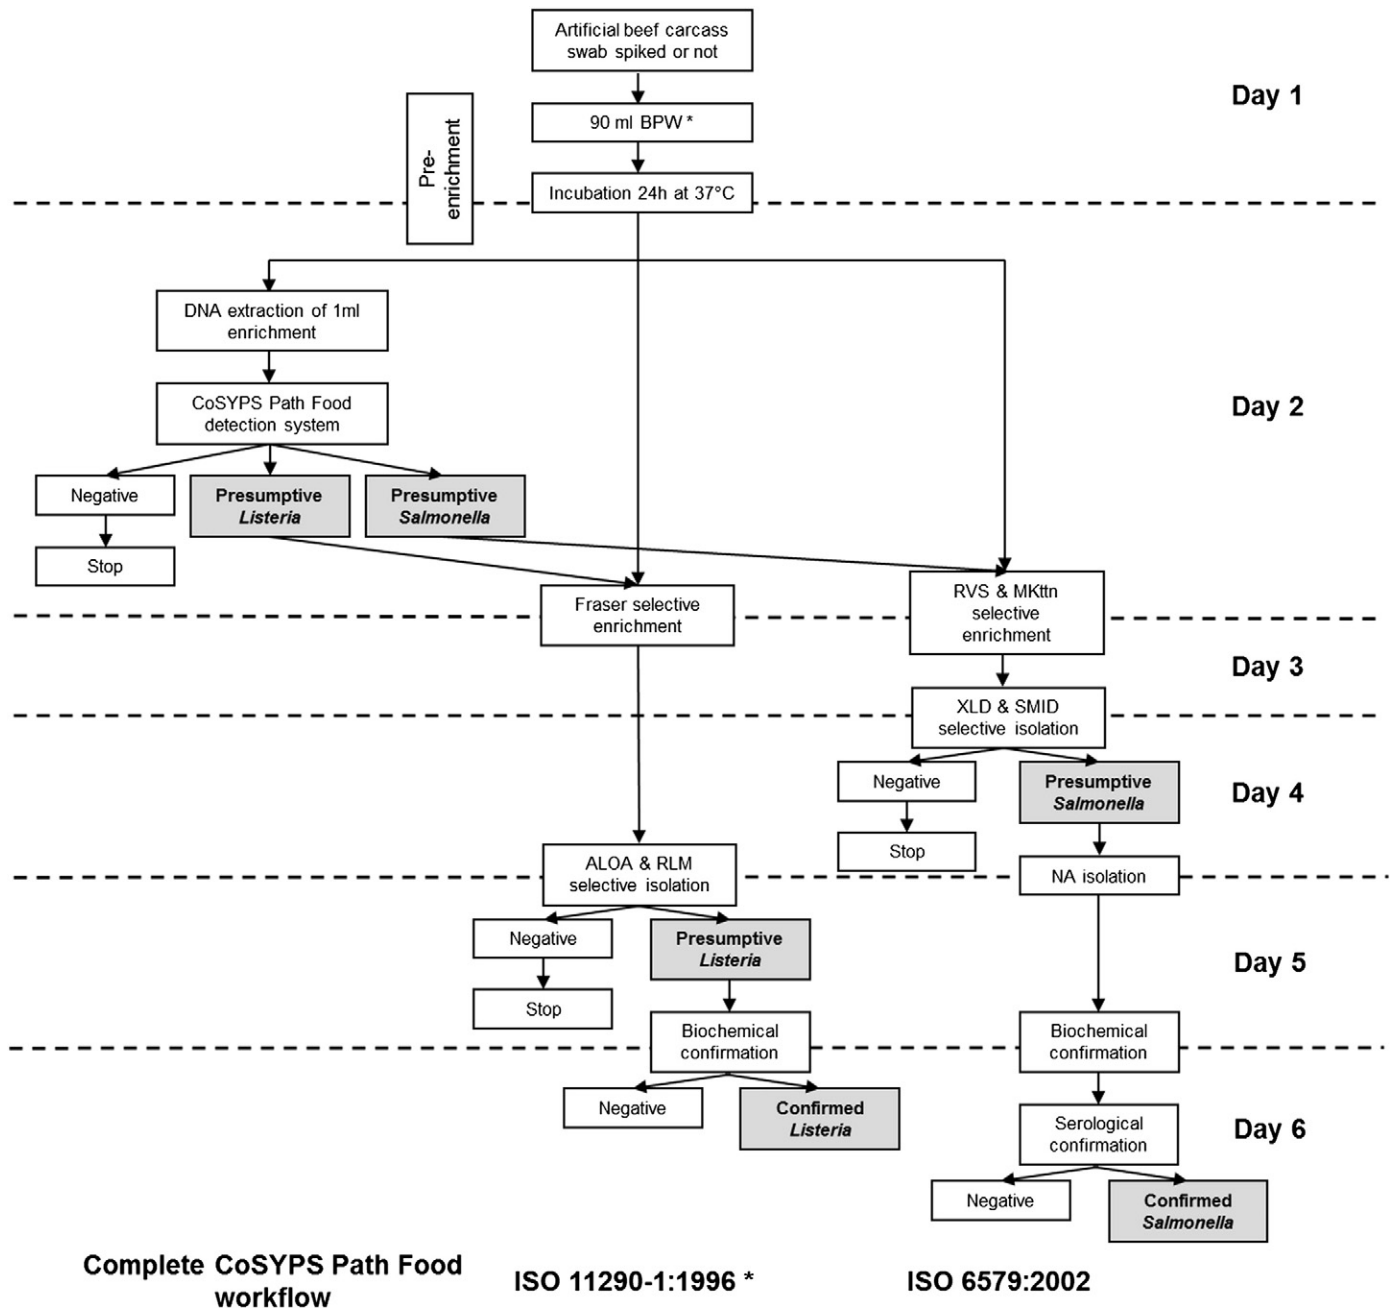 Artificial beef carcass
swab spiked or not
Day 1
90 ml BPW *
Pre-
enrichment
Incubation 24h at 37°C
DNA extraction of 1ml
enrichment
CoSYPS Path Food
detection system
Day 2
Negative
Presumptive
Listeria
Presumptive
Salmonella
Stop
Fraser selective
enrichment
RVS & MKttn
selective
enrichment
Day 3
XLD & SMID
selective isolation
Negative
Presumptive
Salmonella
Day 4
Stop
ALOA & RLM
selective isolation
NA isolation
Negative
Presumptive
Listeria
Day 5
Stop
Biochemical
confirmation
Biochemical
confirmation
Negative
Confirmed
Listeria
Serological
confirmation
Day 6
Negative
Confirmed
Salmonella
Complete CoSYPS Path Food
workflow
ISO 11290-1:1996 *
ISO 6579:2002